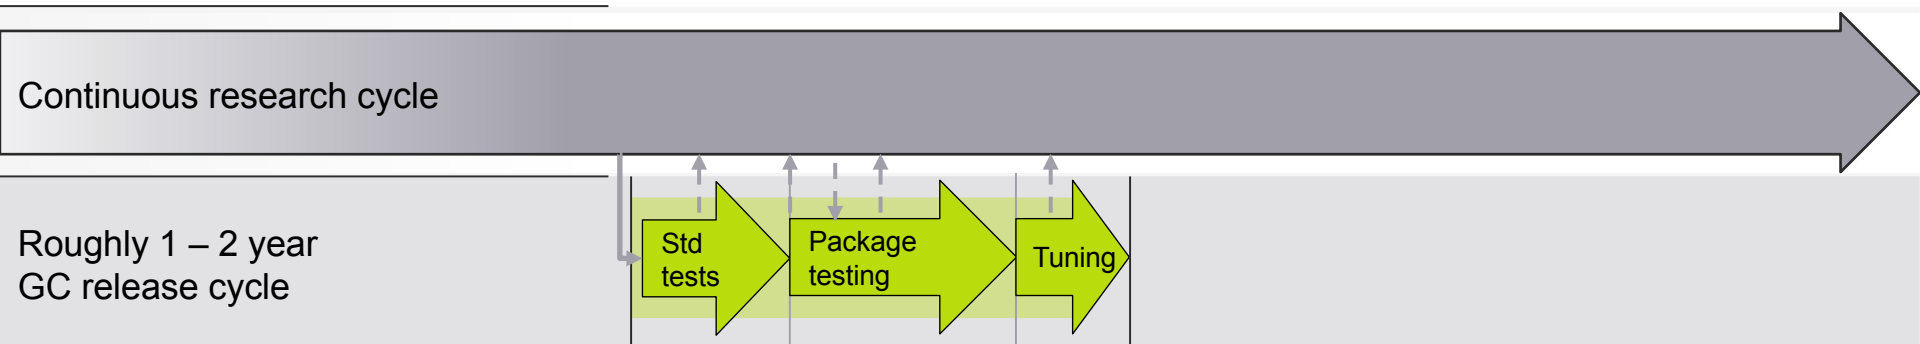 Continuous research cycle
Roughly 1 – 2 year
GC release cycle
Std
tests
Package
testing
Tuning